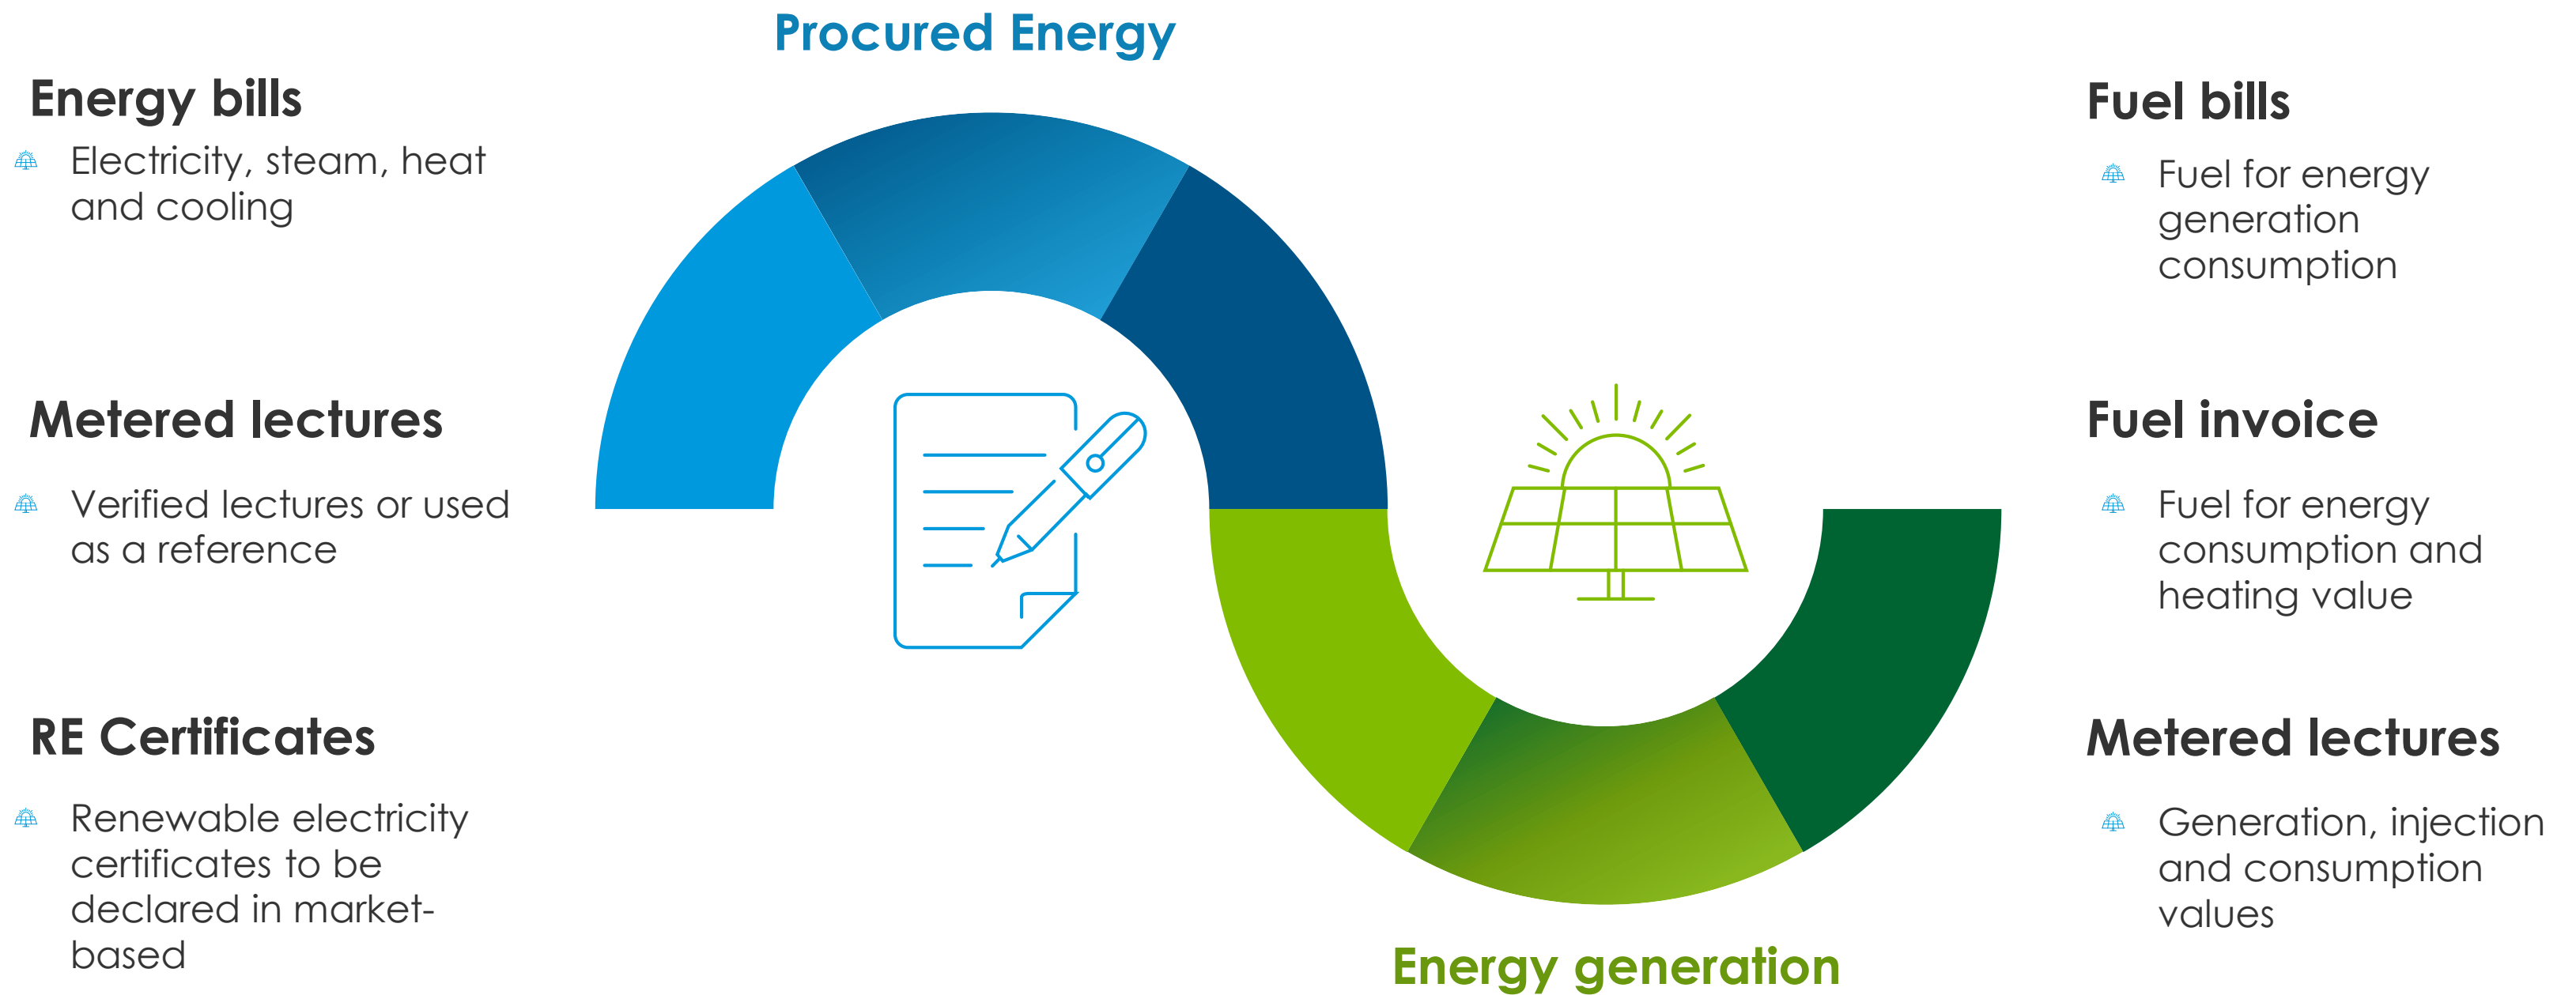 Procured Energy
Energy bills
Electricity, steam, heat
and cooling
Metered lectures
Verified lectures or used
as a reference
RE Certificates
Renewable electricity
certificates to be
declared in market-
based
Fuel bills
Fuel for energy
generation
consumption
Fuel invoice
Fuel for energy
consumption and
heating value
Metered lectures
Generation, injection
and consumption
values
Energy generation